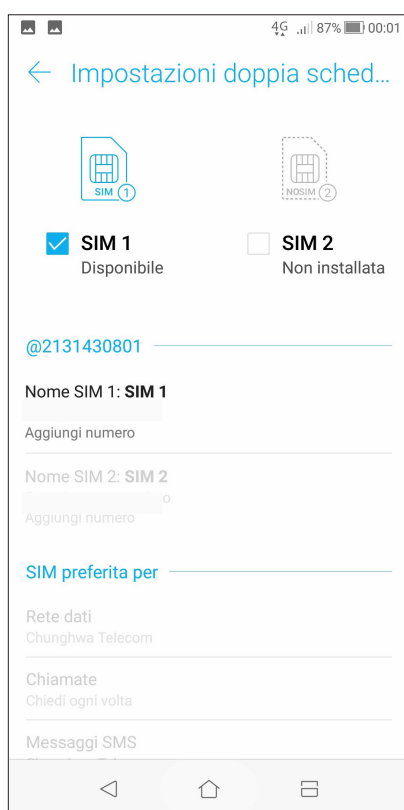 4G 87% 00:01
Impostazioni doppia sched...
SIM 1 NOSIM 2
SIM 1 SIM 2
Disponibile Non installata
@2131430801
Nome SIM 1: SIM 1
Aggiungi numero
Nome SIM 2: SIM 2
o
Aggiungi numero
SIM preferita per
Rete dati
Chunghwa Telecom
Chiamate
Chiedi ogni volta
Messaggi SMS